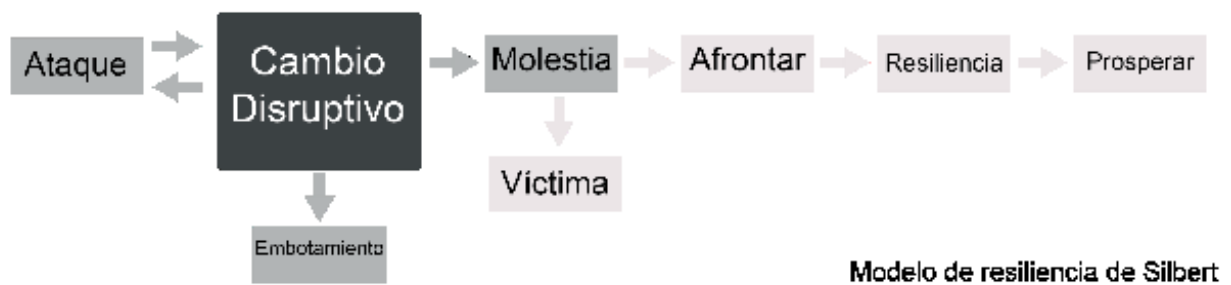 Ataque
Cambio
Disruptivo
Molestia
Afrontar
Resiliencia
Prosperar
Víctima
Embotamiento
Modelo de resiliencia de Silbert